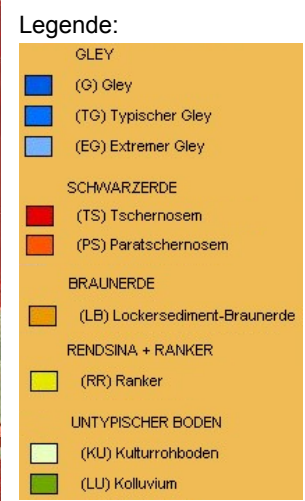 Legende:
GLEY
(G) Gley
(TG) Typischer Gley
(EG) Extremer Gley
SCHWARZERDE
(TS) Tschernosem
(PS) Paratschernosem
BRAUNERDE
(LB) Lockersediment-Braunerde
RENDSINA + RANKER
(RR) Ranker
UNTYPISCHER BODEN
(KU) Kulturrohboden
(LU) Kolluvium